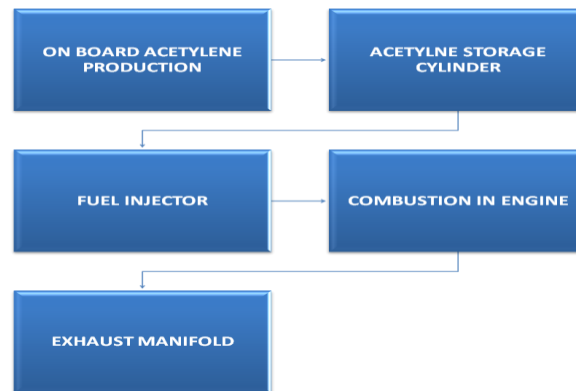 ON BOARD ACETYLENE
PRODUCTION
ACETYLNE STORAGE
CYLINDER
FUEL INJECTOR
COMBUSTION IN ENGINE
EXHAUST MANIFOLD